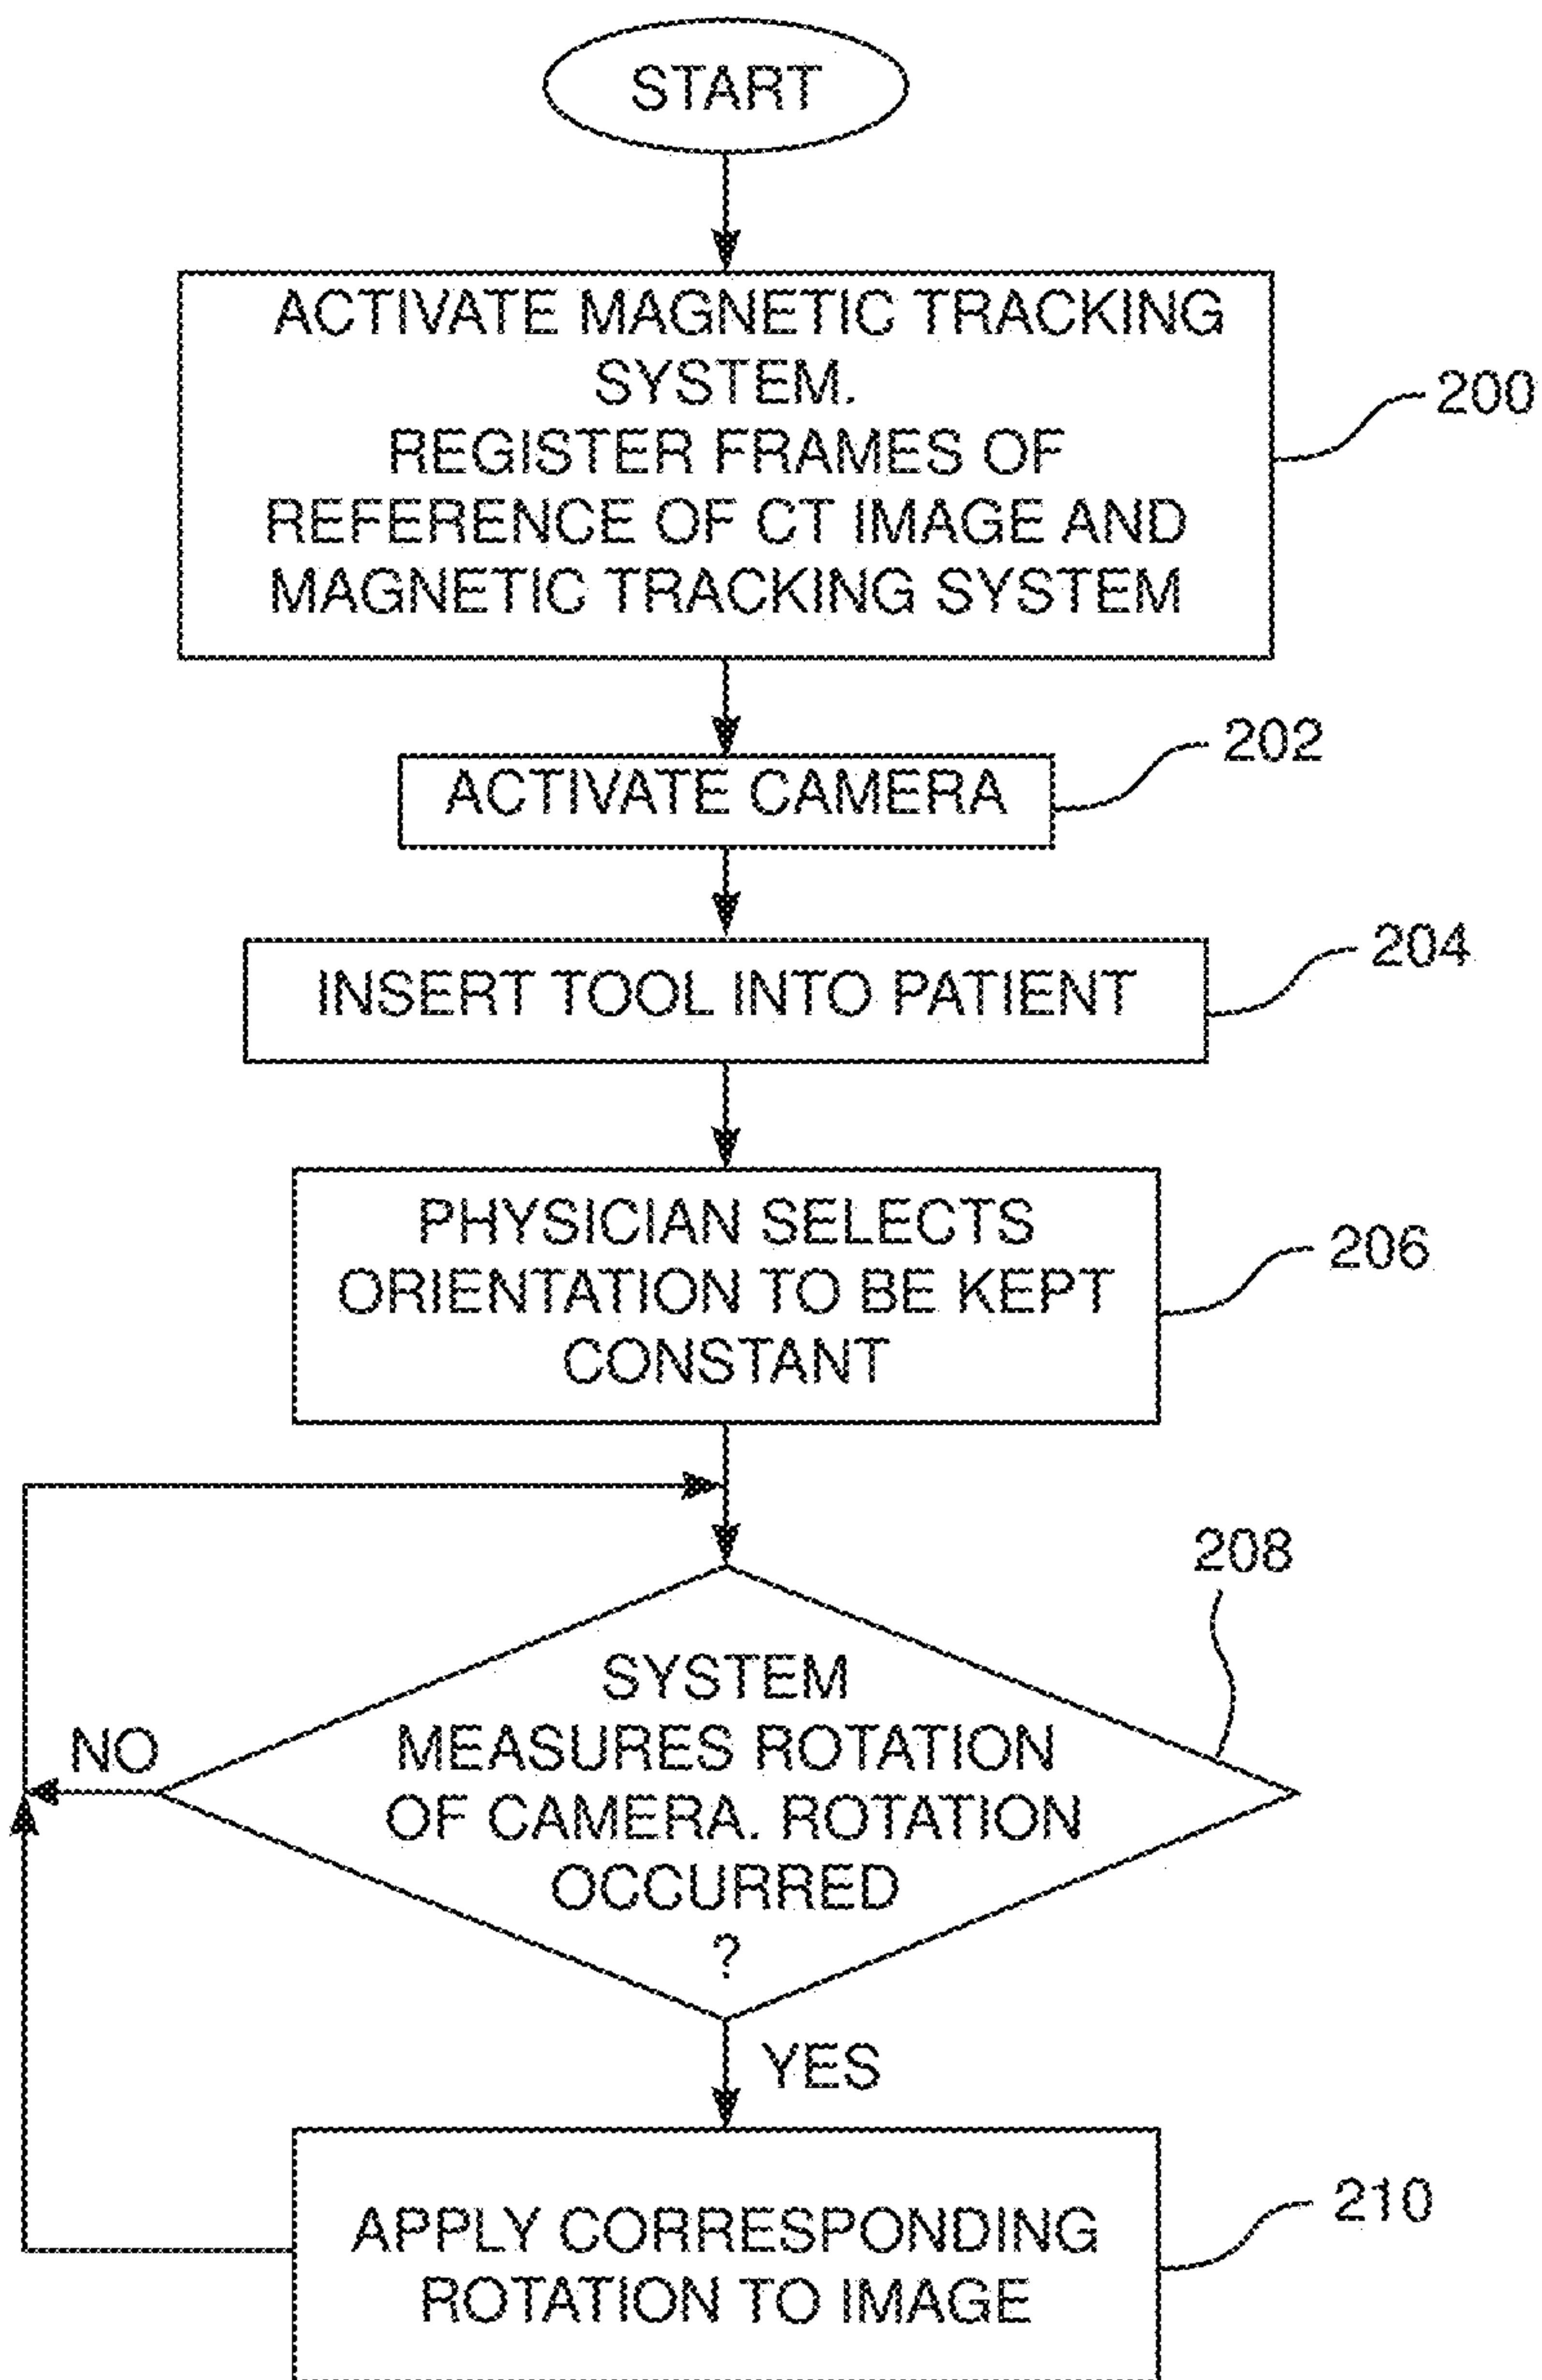 START
ACTIVATE MAGNETIC TRACKING
SYSTEM.
REGISTER FRAMES OF
REFERENCE OF CT IMAGE AND
MAGNETIC TRACKING SYSTEM
200
ACTIVATE CAMERA
202
INSERT TOOL INTO PATIENT
204
PHYSICIAN SELECTS
ORIENTATION TO BE KEPT
CONSTANT
206
208
SYSTEM
MEASURES ROTATION
OF CAMERA. ROTATION
OCCURRED
?
NO
YES
APPLY CORRESPONDING
ROTATION TO IMAGE
210